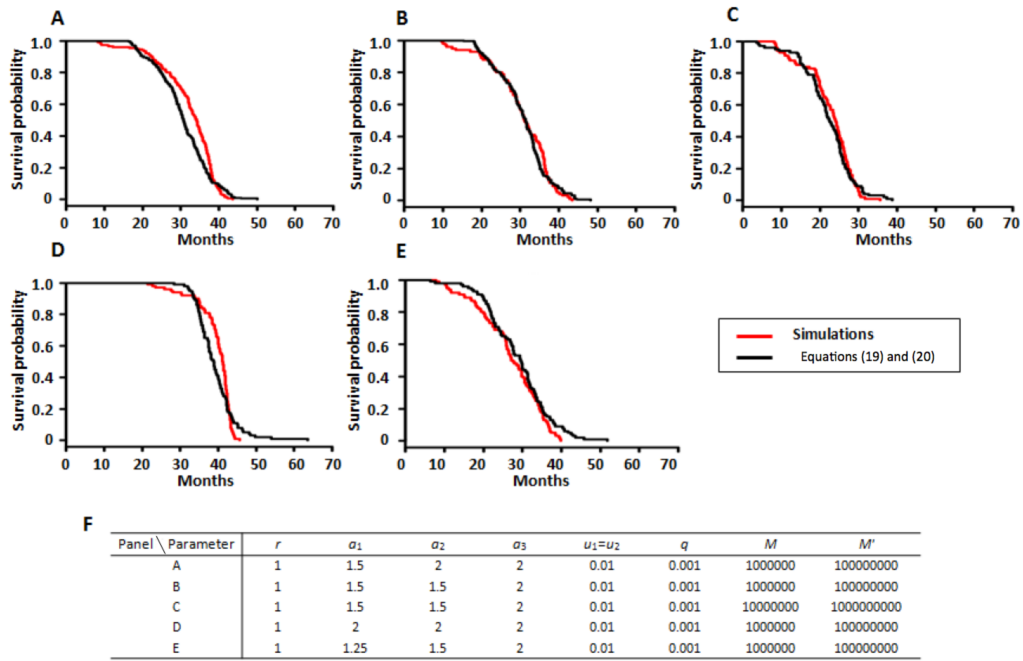 A
Survival probability
1.0
0.8
0.6
0.4
0.2
0
0 10 20 30 40 50 60 70
Months
B
Survival probability
1.0
0.8
0.6
0.4
0.2
0
0 10 20 30 40 50 60 70
Months
C
Survival probability
1.0
0.8
0.6
0.4
0.2
0
0 10 20 30 40 50 60 70
Months
D
Survival probability
1.0
0.8
0.6
0.4
0.2
0
0 10 20 30 40 50 60 70
Months
E
Survival probability
1.0
0.8
0.6
0.4
0.2
0
0 10 20 30 40 50 60 70
Months
Simulations
Equations (19) and (20)
F
Panel \ Parameter r a₁ a₂ a₃ u₁=u₂ q M M'
A 1 1.5 2 2 0.01 0.001 1000000 100000000
B 1 1.5 1.5 2 0.01 0.001 1000000 100000000
C 1 1.5 1.5 2 0.01 0.001 10000000 1000000000
D 1 2 2 2 0.01 0.001 1000000 100000000
E 1 1.25 1.5 2 0.01 0.001 1000000 100000000